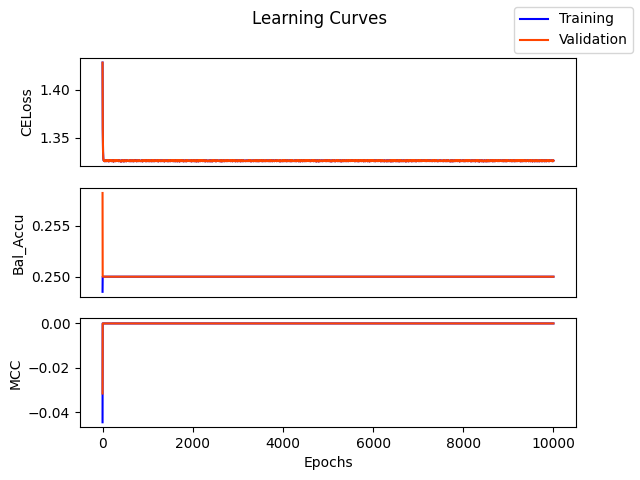 Learning Curves
Training
Validation
CELoss
1.40
1.35
Bal_Accu
0.255
0.250
MCC
0.00
−0.02
−0.04
0 2000 4000 6000 8000 10000
Epochs